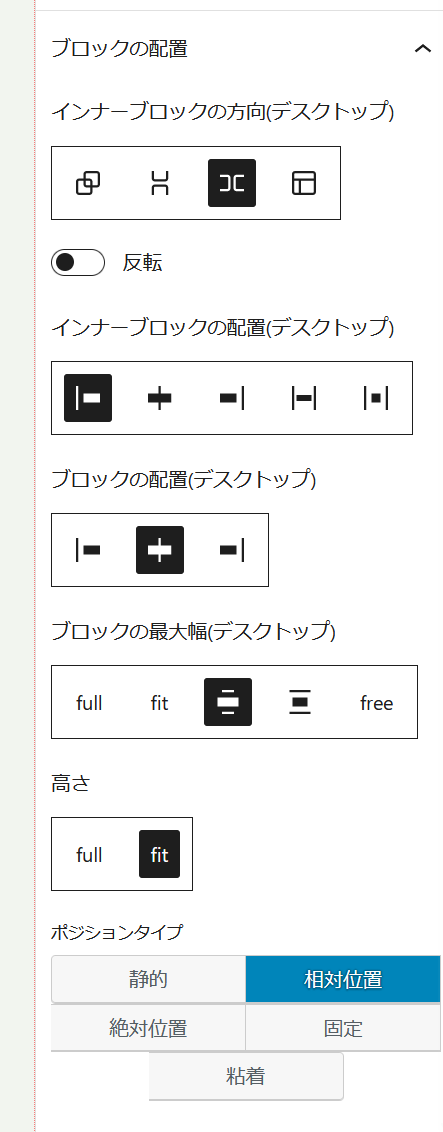 ブロックの配置
インナーブロックの方向(デスクトップ)
反転
インナーブロックの配置(デスクトップ)
ブロックの配置(デスクトップ)
ブロックの最大幅(デスクトップ)
full fit free
高さ
full fit
ポジションタイプ
静的 相対位置
絶対位置 固定
粘着